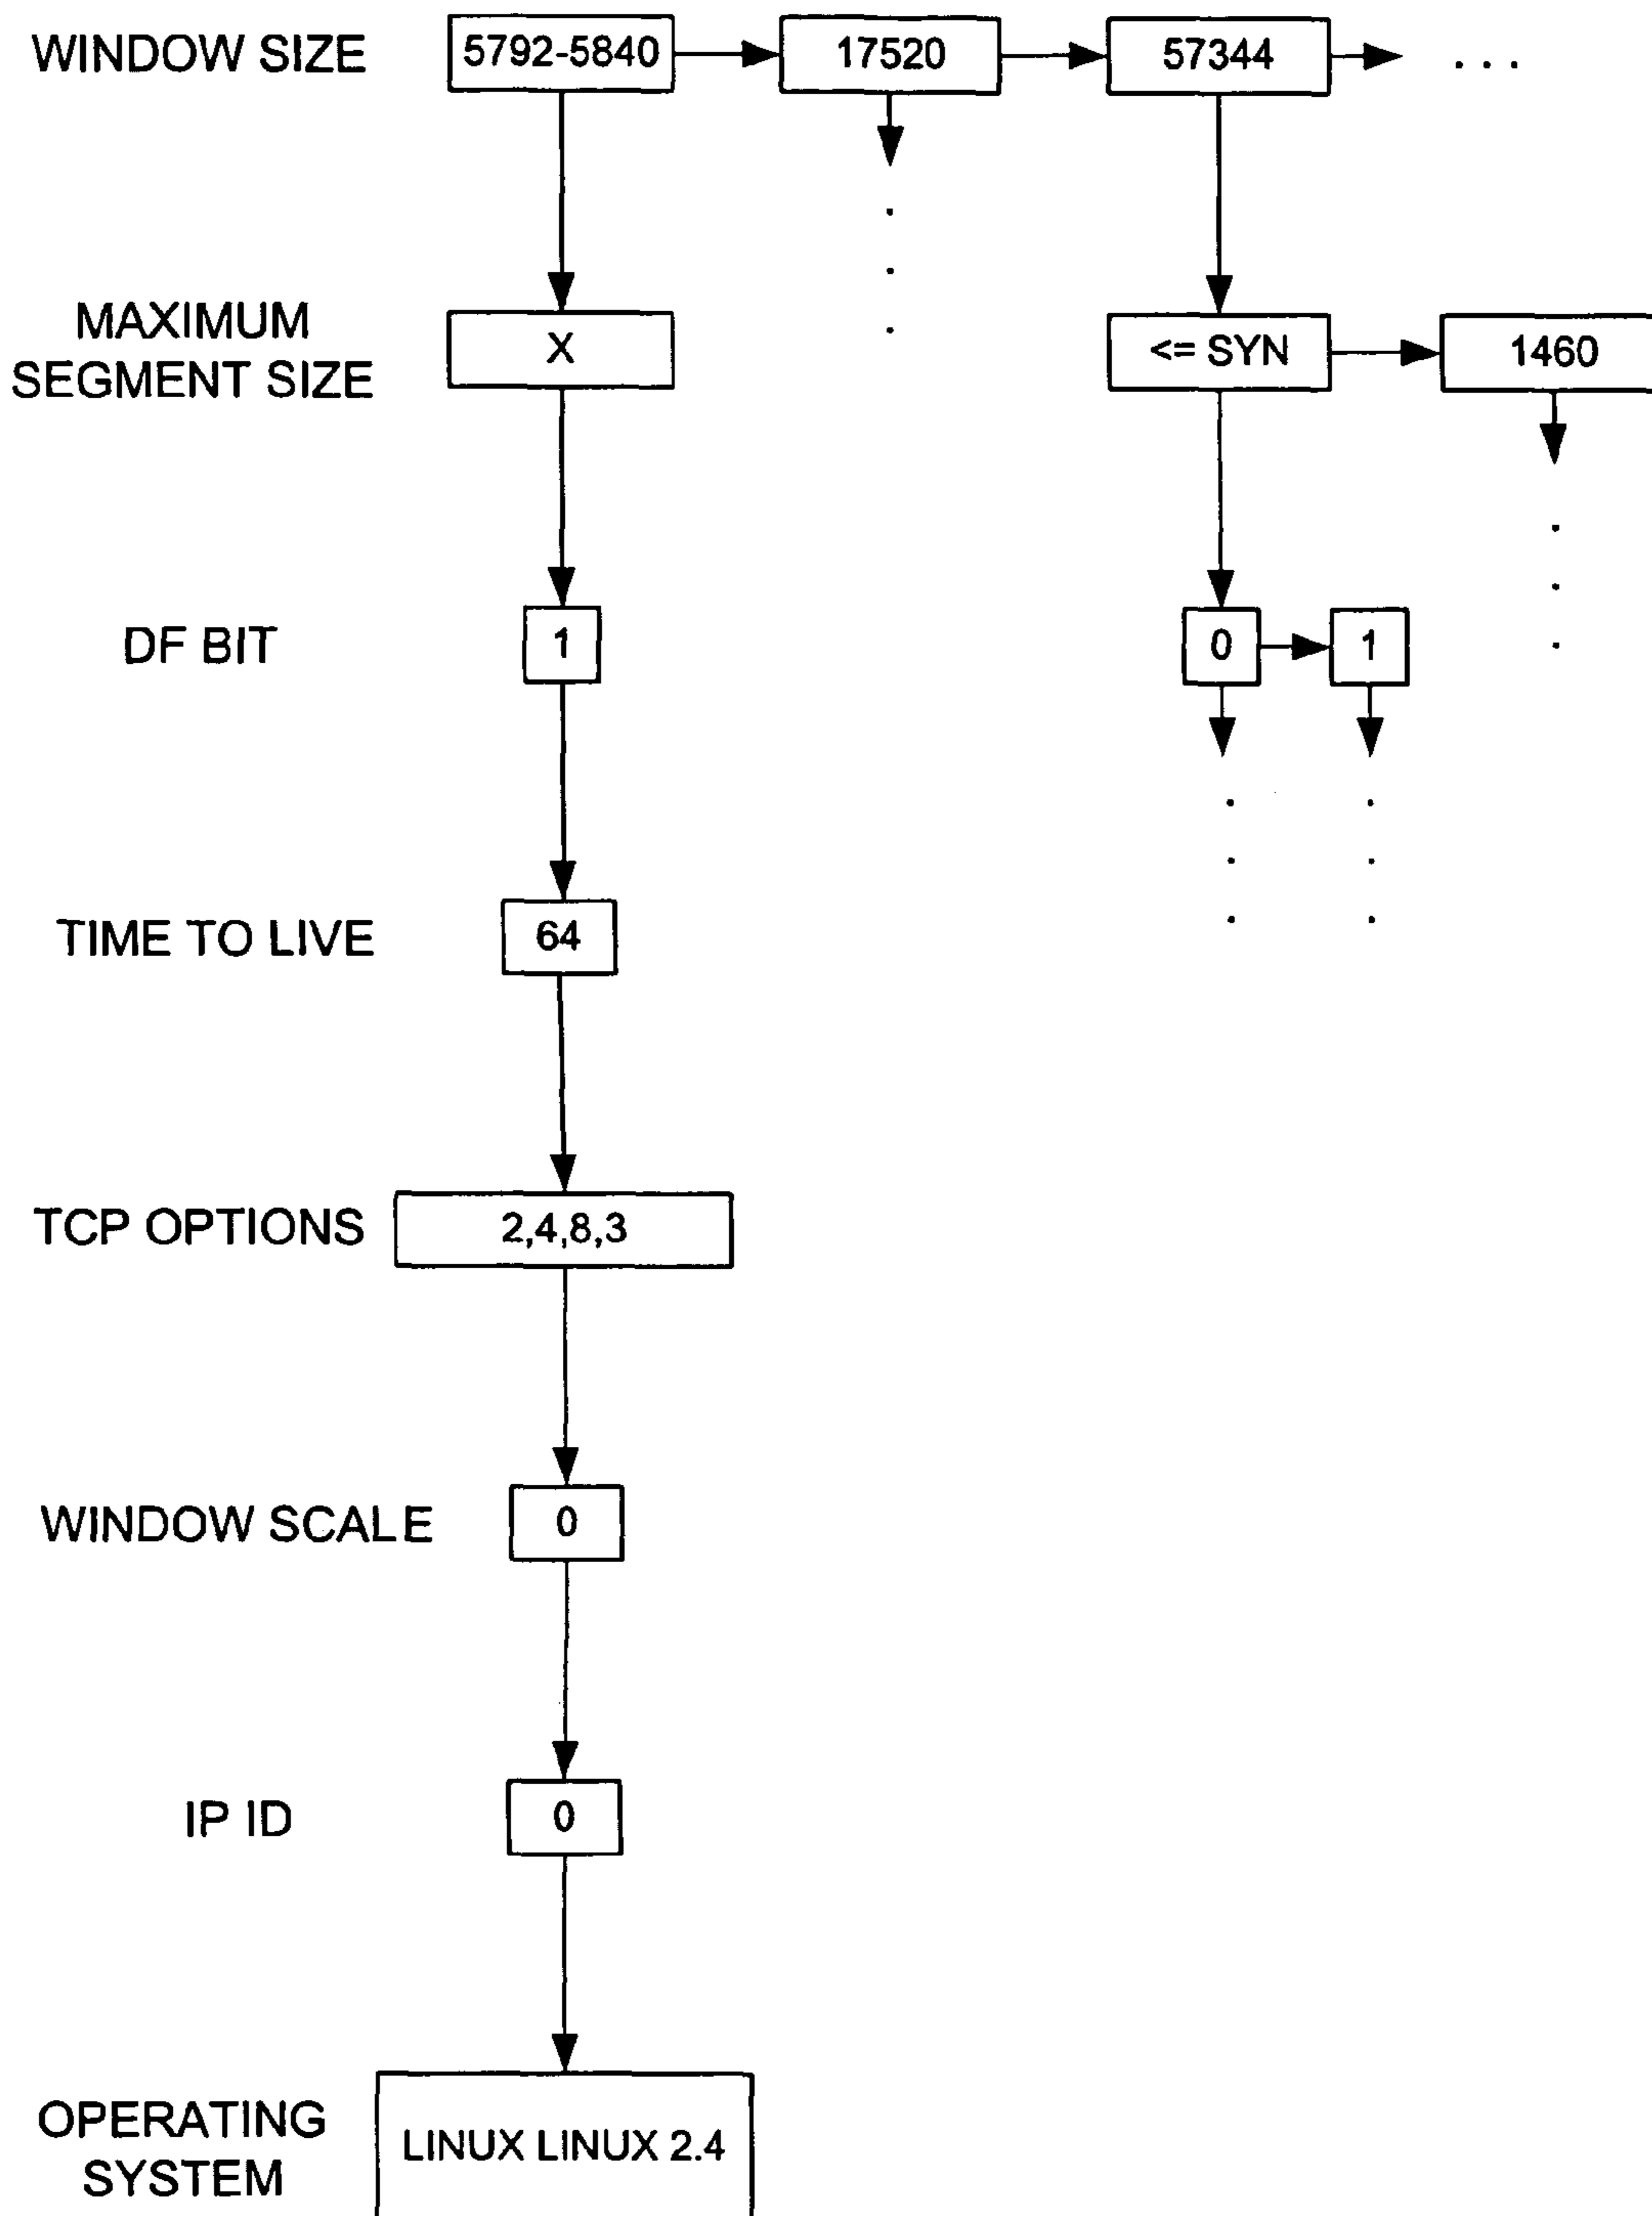 WINDOW SIZE 5792-5840 17520 57344 . . .
MAXIMUM
SEGMENT SIZE
X <= SYN 1460
DF BIT 1 0 1
TIME TO LIVE 64
TCP OPTIONS 2,4,8,3
WINDOW SCALE 0
IP ID 0
OPERATING
SYSTEM
LINUX LINUX 2.4